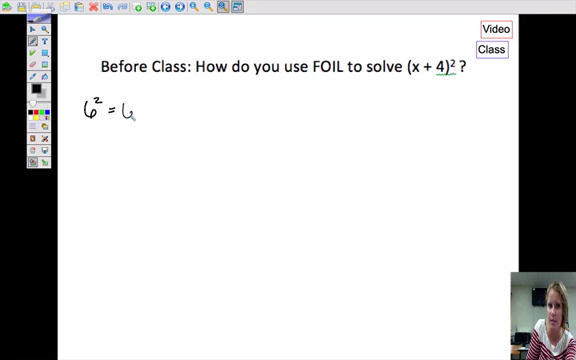 Video
Class
Before Class: How do you use FOIL to solve (x + 4)² ?
6² = 6